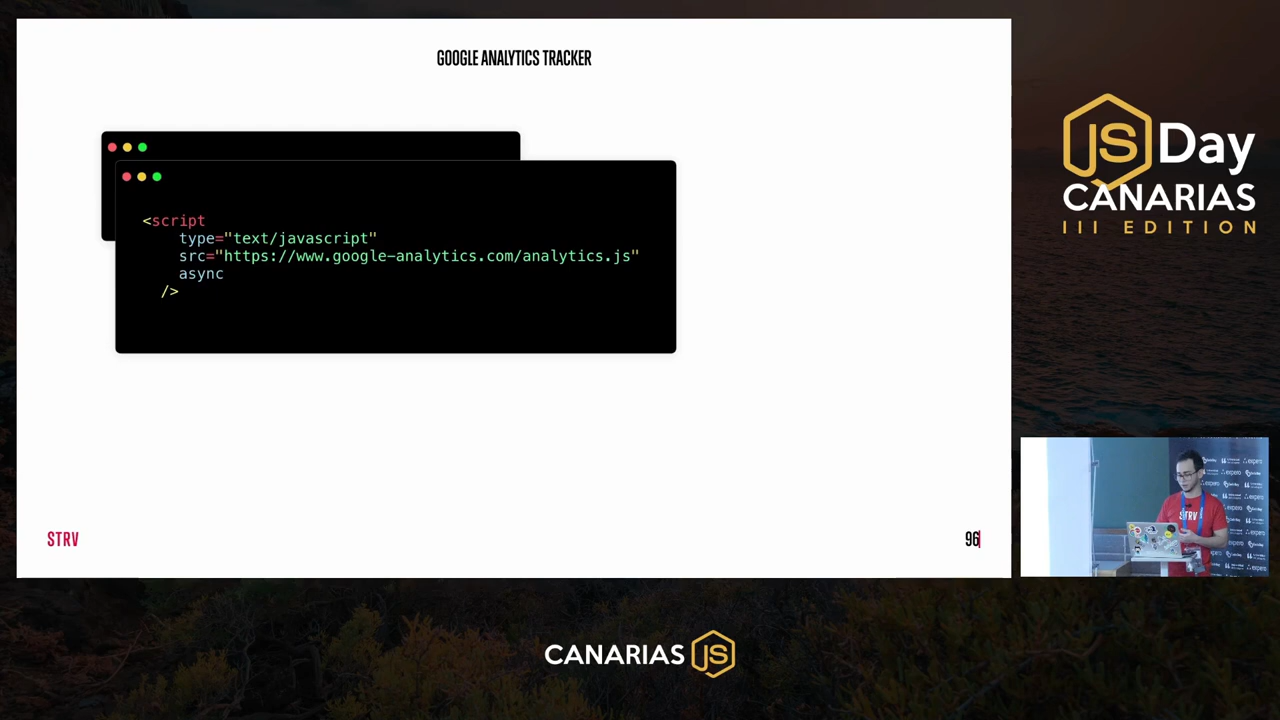 GOOGLE ANALYTICS TRACKER
<script
type="text/javascript"
src="https://www.google-analytics.com/analytics.js"
async
/>
STRV
96
JS Day
CANARIAS
III EDITION
STRV
CANARIAS JS